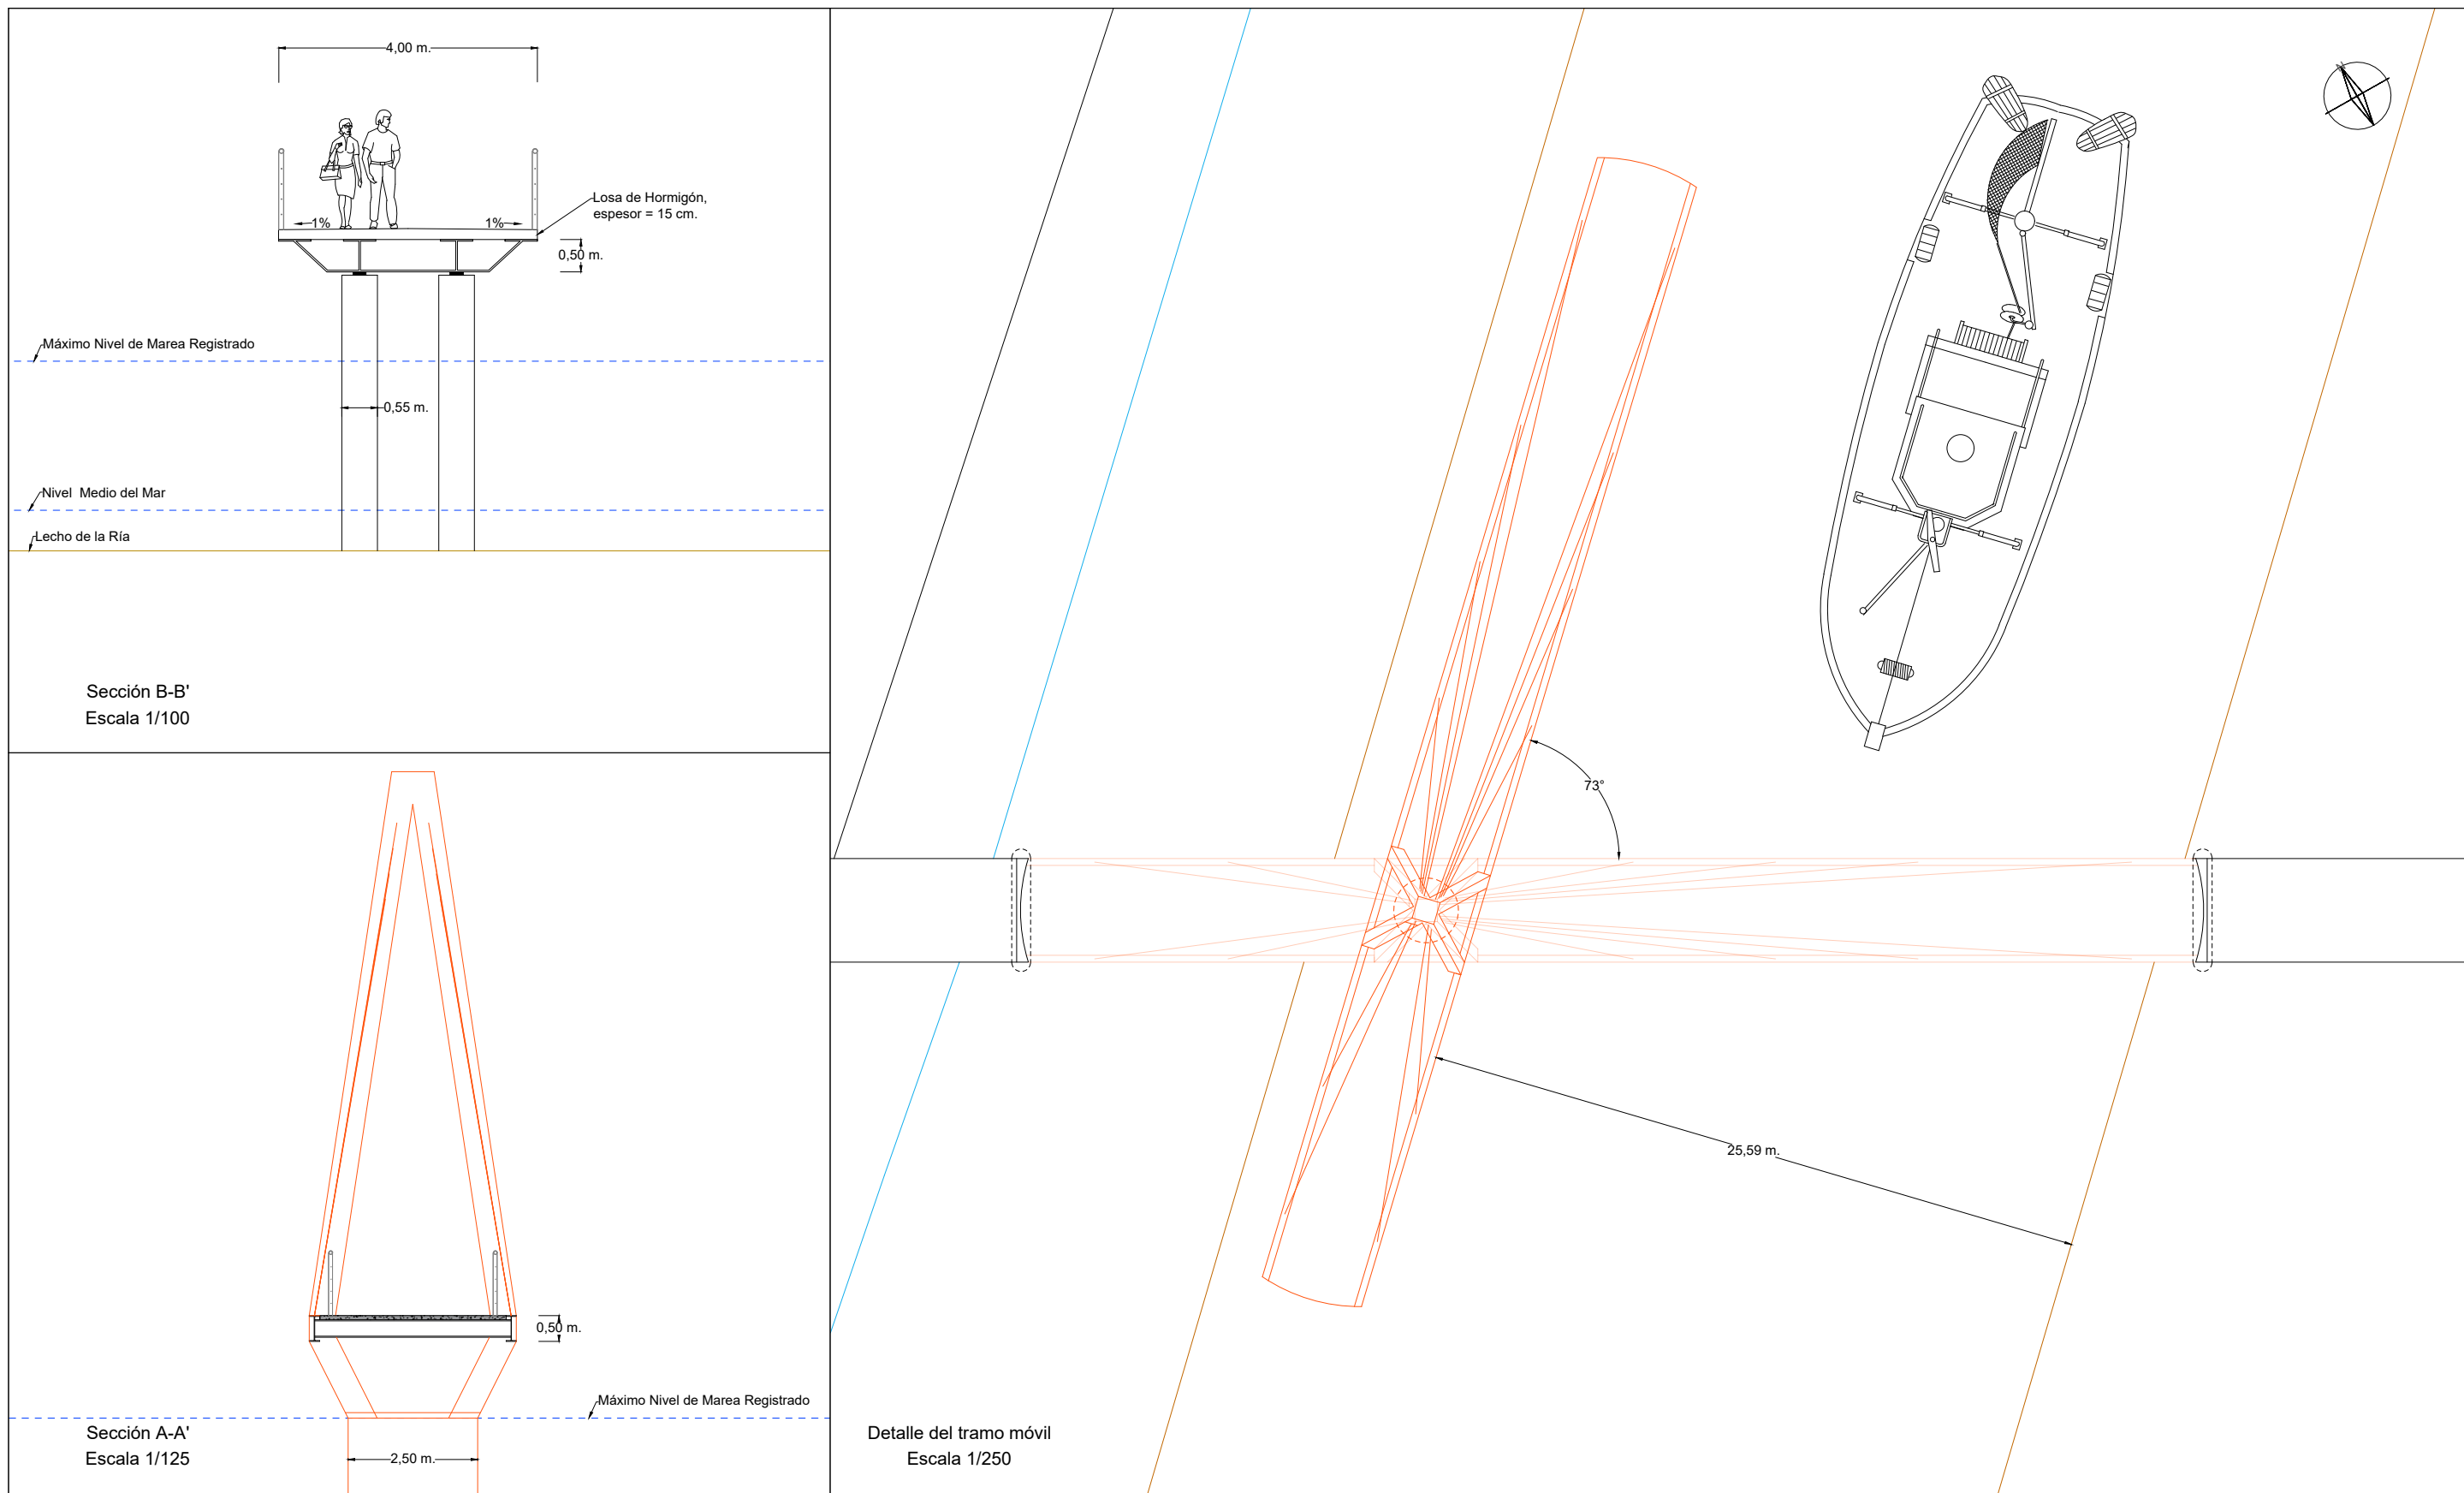 4,00 m.
Losa de Hormigón,
espesor = 15 cm.
1%
1%
0,50 m.
Máximo Nivel de Marea Registrado
0,55 m.
Nivel Medio del Mar
Lecho de la Ría
Sección B-B'
Escala 1/100
73°
25,59 m.
0,50 m.
Máximo Nivel de Marea Registrado
Sección A-A'
Escala 1/125
2,50 m.
Detalle del tramo móvil
Escala 1/250